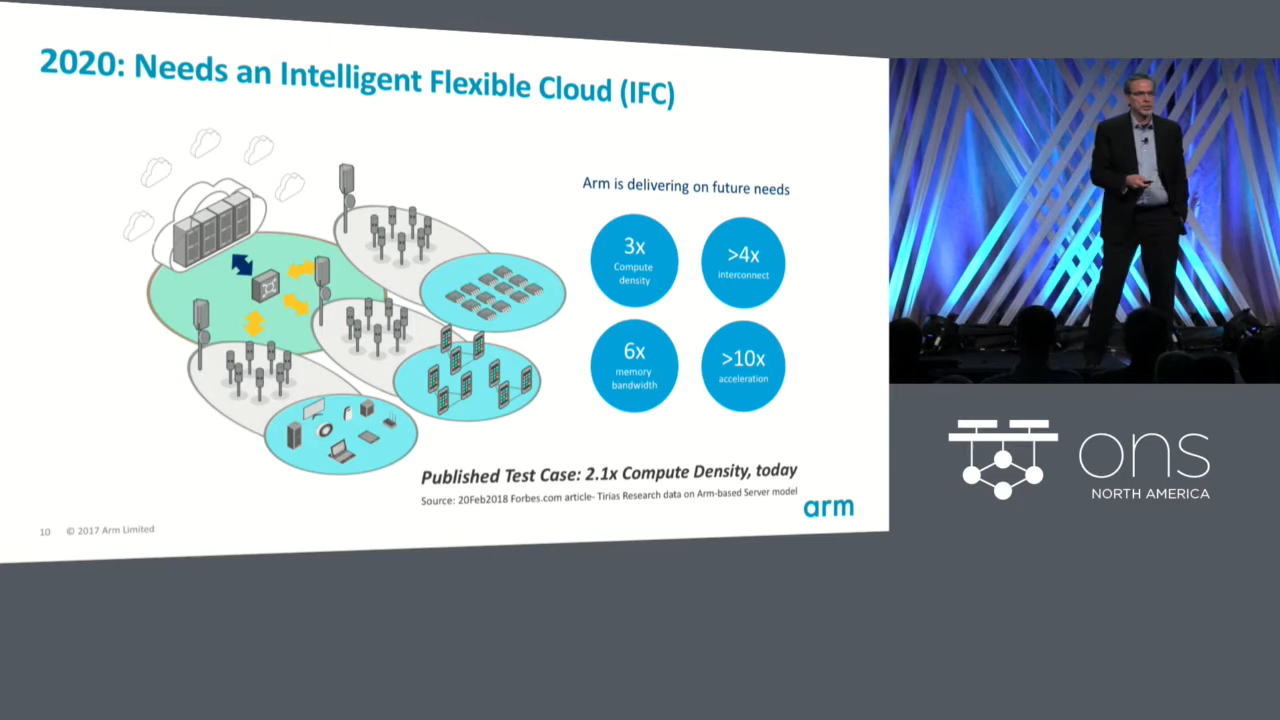 2020: Needs an Intelligent Flexible Cloud (IFC)
Arm is delivering on future needs
3x
Compute
density
>4x
interconnect
6x
memory
bandwidth
>10x
acceleration
Published Test Case: 2.1x Compute Density, today
Source: 20Feb2018 Forbes.com article- Tirias Research data on Arm-based Server model
arm
10 © 2017 Arm Limited
ons
NORTH AMERICA